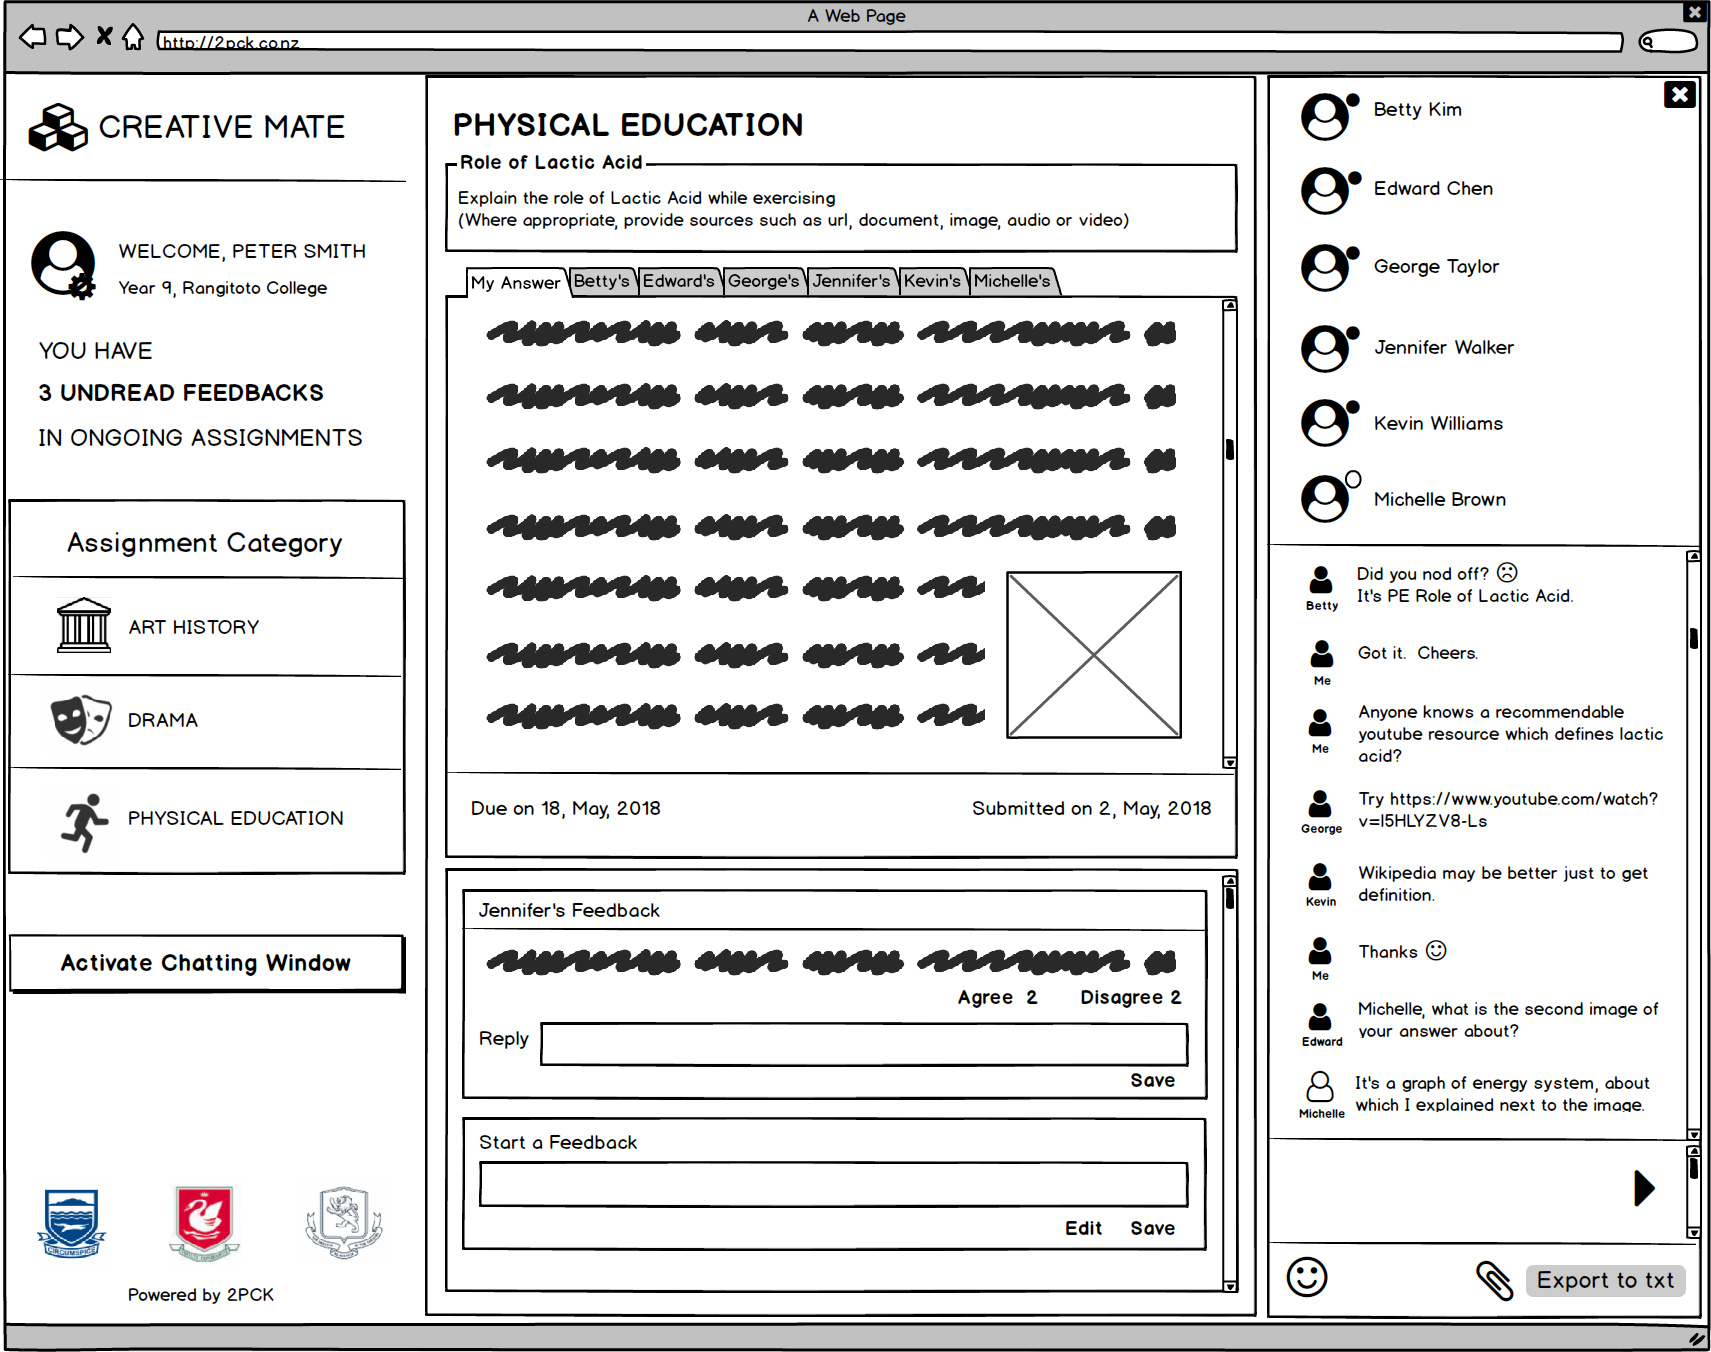 A Web Page
http://2pck.co.nz
CREATIVE MATE
WELCOME, PETER SMITH
Year 9, Rangitoto College
YOU HAVE
3 UNDREAD FEEDBACKS
IN ONGOING ASSIGNMENTS
Assignment Category
ART HISTORY
DRAMA
PHYSICAL EDUCATION
Activate Chatting Window
CIRCUMSPICE
Powered by 2PCK
PHYSICAL EDUCATION
Role of Lactic Acid
Explain the role of Lactic Acid while exercising
(Where appropriate, provide sources such as url, document, image, audio or video)
My Answer Betty's Edward's George's Jennifer's Kevin's Michelle's
Due on 18, May, 2018 Submitted on 2, May, 2018
Jennifer's Feedback
Agree 2 Disagree 2
Reply
Save
Start a Feedback
Edit Save
Betty Kim
Edward Chen
George Taylor
Jennifer Walker
Kevin Williams
Michelle Brown
Did you nod off?
It's PE Role of Lactic Acid.
Betty
Got it. Cheers.
Me
Anyone knows a recommendable
youtube resource which defines lactic
acid?
Me
Try https://www.youtube.com/watch?
v=I5HLYZV8-Ls
George
Wikipedia may be better just to get
definition.
Kevin
Thanks
Me
Michelle, what is the second image of
your answer about?
Edward
It's a graph of energy system, about
which I explained next to the image.
Michelle
Export to txt